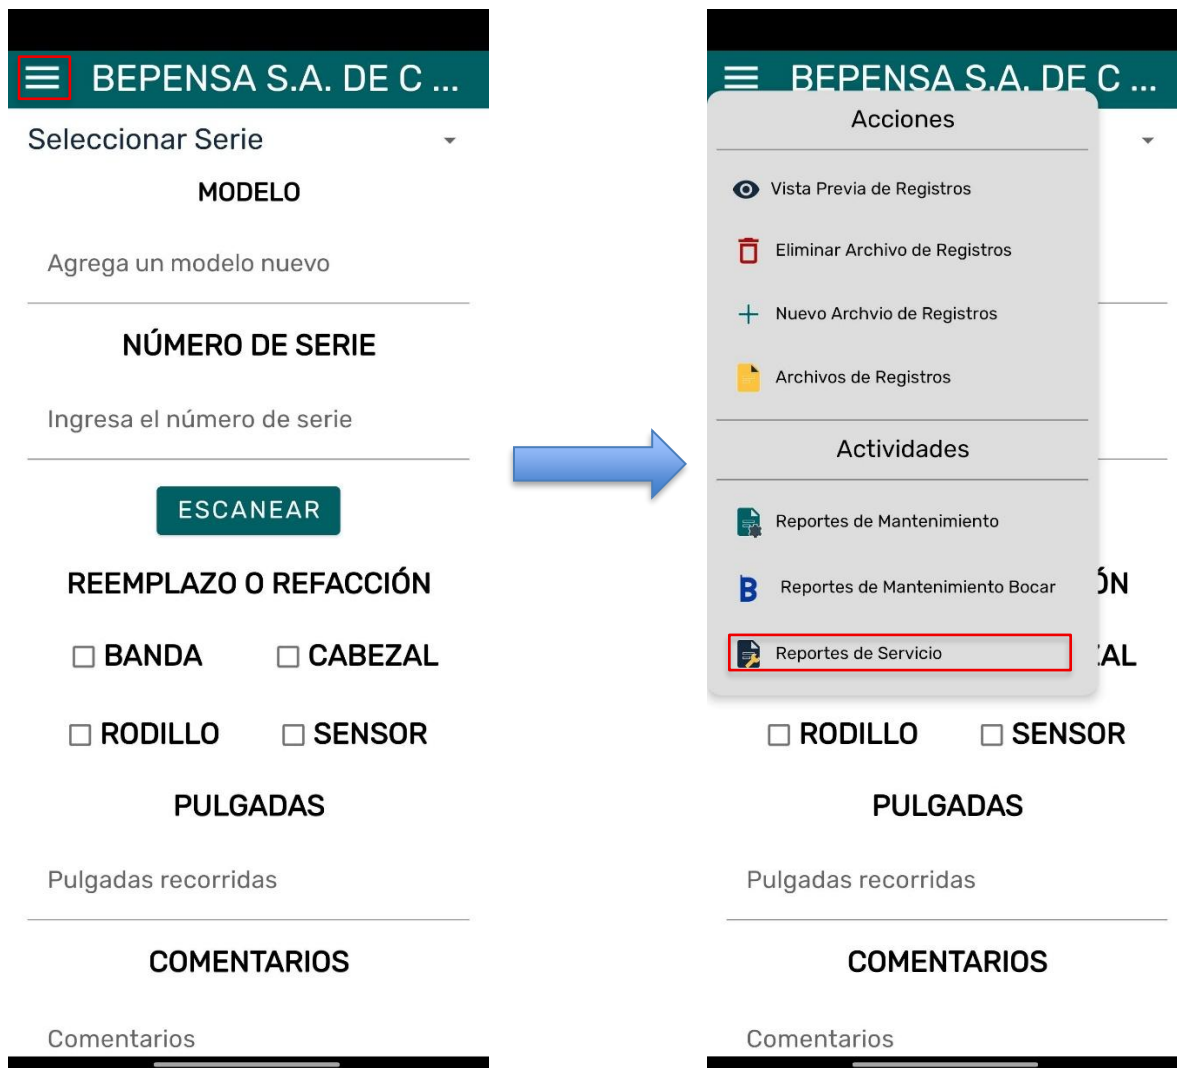 BEPENSA S.A. DE C ...
Seleccionar Serie
MODELO
Agrega un modelo nuevo
NÚMERO DE SERIE
Ingresa el número de serie
ESCANEAR
REEMPLAZO O REFACCIÓN
BANDA CABEZAL
RODILLO SENSOR
PULGADAS
Pulgadas recorridas
COMENTARIOS
Comentarios
BEPENSA S.A. DE C ...
Acciones
Vista Previa de Registros
Eliminar Archivo de Registros
Nuevo Archvio de Registros
Archivos de Registros
Actividades
Reportes de Mantenimiento
B Reportes de Mantenimiento Bocar
ÓN
Reportes de Servicio
ZAL
RODILLO SENSOR
PULGADAS
Pulgadas recorridas
COMENTARIOS
Comentarios